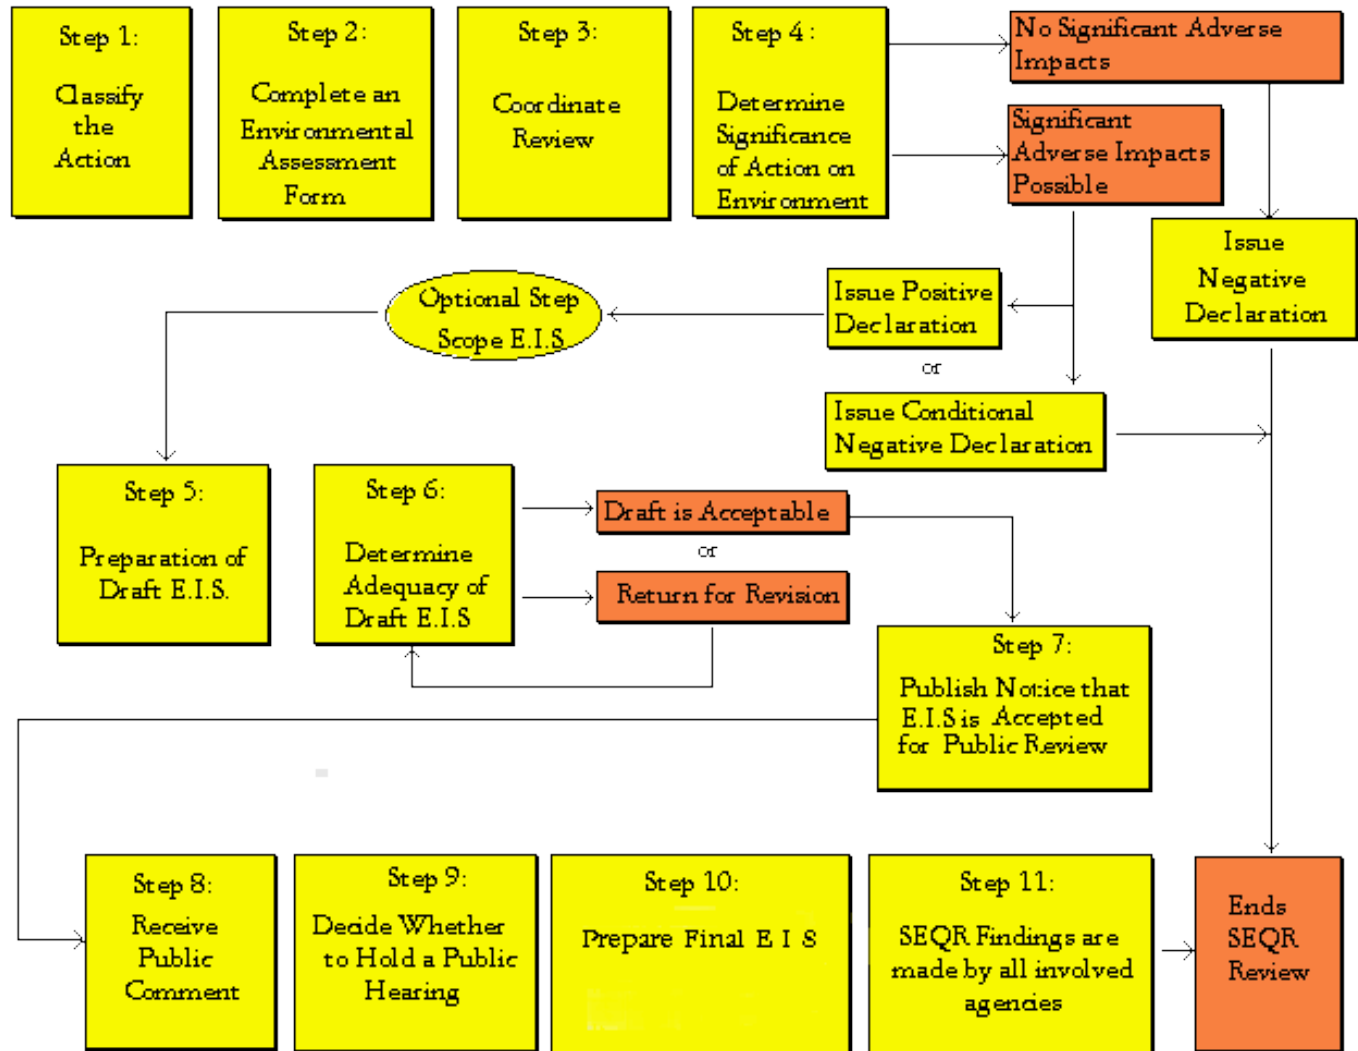 Step 1:
Classify
the
Action
Step 2:
Complete an
Environmental
Assessment
Form
Step 3:
Coordinate
Review
Step 4:
Determine
Significance
of Action on
Environment
No Significant Adverse
Impacts
Significant
Adverse Impacts
Possible
Issue
Negative
Declaration
Optional Step
Scope E.I.S
Issue Positive
Declaration
or
Issue Conditional
Negative Declaration
Step 5:
Preparation of
Draft E.I.S.
Step 6:
Determine
Adequacy of
Draft E.I.S
Draft is Acceptable
or
Return for Revision
Step 7:
Publish Notice that
E.I.S is Accepted
for Public Review
Step 8:
Receive
Public
Comment
Step 9:
Decide Whether
to Hold a Public
Hearing
Step 10:
Prepare Final E I S
Step 11:
SEQR Findings are
made by all involved
agencies
Ends
SEQR
Review